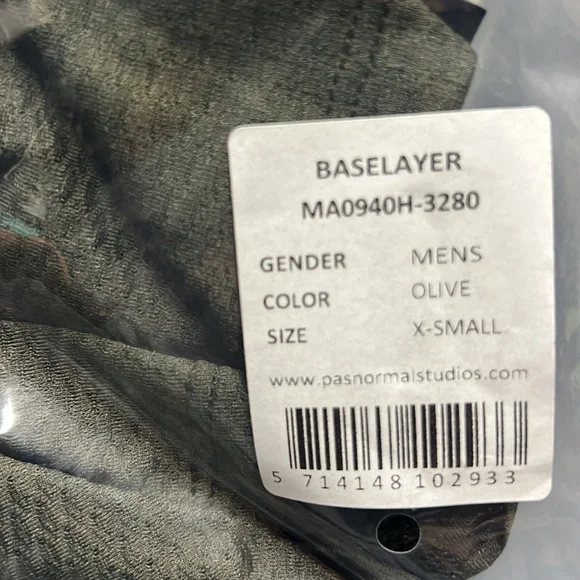 BASELAYER
MA0940H-3280
GENDER MENS
COLOR OLIVE
SIZE X-SMALL
www.pasnormalstudios.com
5 714148 102933